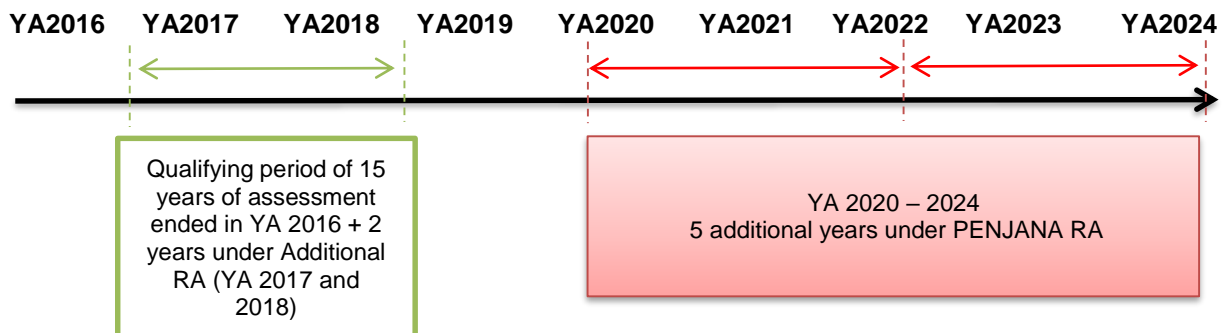 YA2016 YA2017 YA2018 YA2019 YA2020 YA2021 YA2022 YA2023 YA2024
Qualifying period of 15
years of assessment
ended in YA 2016 + 2
years under Additional
RA (YA 2017 and
2018)
YA 2020 – 2024
5 additional years under PENJANA RA